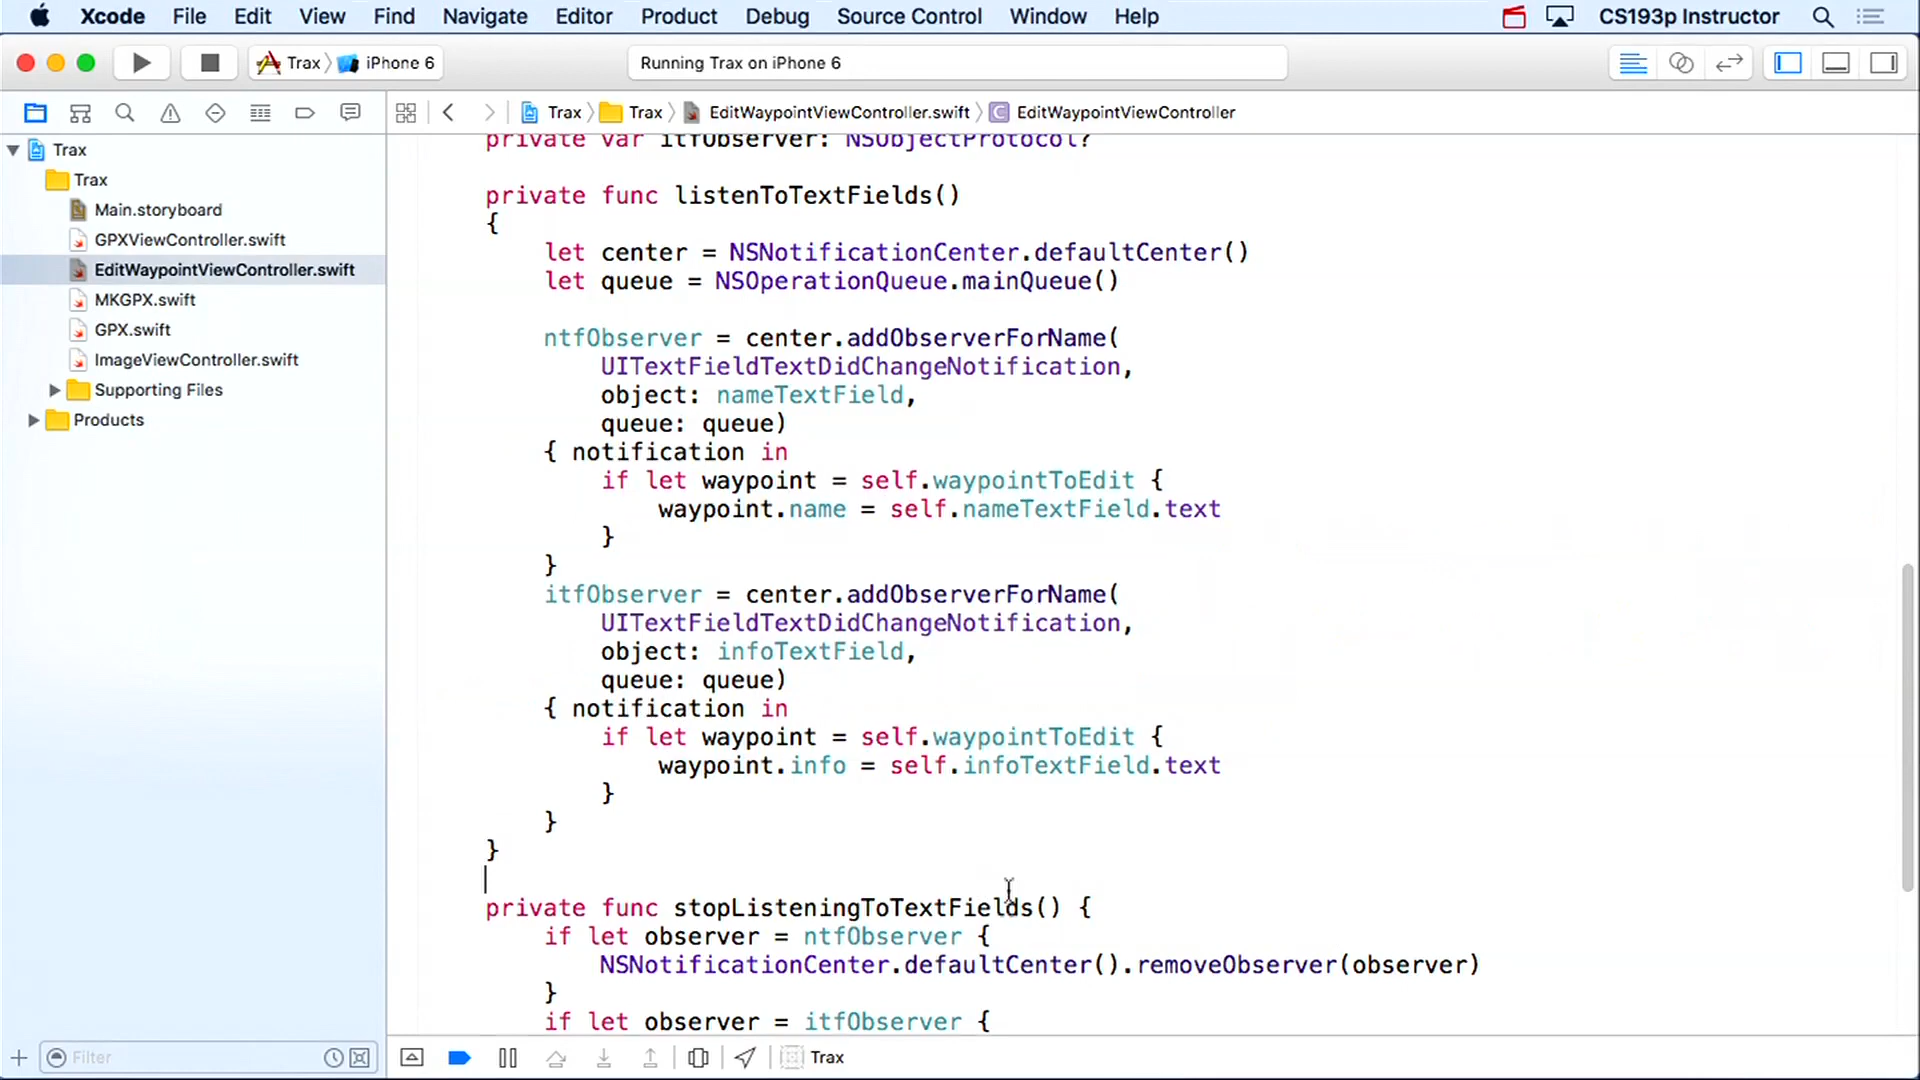 Xcode File Edit View Find Navigate Editor Product Debug Source Control Window Help CS193p Instructor
Trax iPhone 6 Running Trax on iPhone 6
Trax Trax EditWaypointViewController.swift EditWaypointViewController
Trax
Trax
Main.storyboard
GPXViewController.swift
EditWaypointViewController.swift
MKGPX.swift
GPX.swift
ImageViewController.swift
Supporting Files
Products
Filter
private var itfObserver: NSObjectProtocol?
private func listenToTextFields()
{
let center = NSNotificationCenter.defaultCenter()
let queue = NSOperationQueue.mainQueue()
ntfObserver = center.addObserverForName(
UITextFieldTextDidChangeNotification,
object: nameTextField,
queue: queue)
{ notification in
if let waypoint = self.waypointToEdit {
waypoint.name = self.nameTextField.text
}
}
itfObserver = center.addObserverForName(
UITextFieldTextDidChangeNotification,
object: infoTextField,
queue: queue)
{ notification in
if let waypoint = self.waypointToEdit {
waypoint.info = self.infoTextField.text
}
}
}
private func stopListeningToTextFields() {
if let observer = ntfObserver {
NSNotificationCenter.defaultCenter().removeObserver(observer)
}
if let observer = itfObserver {
Trax